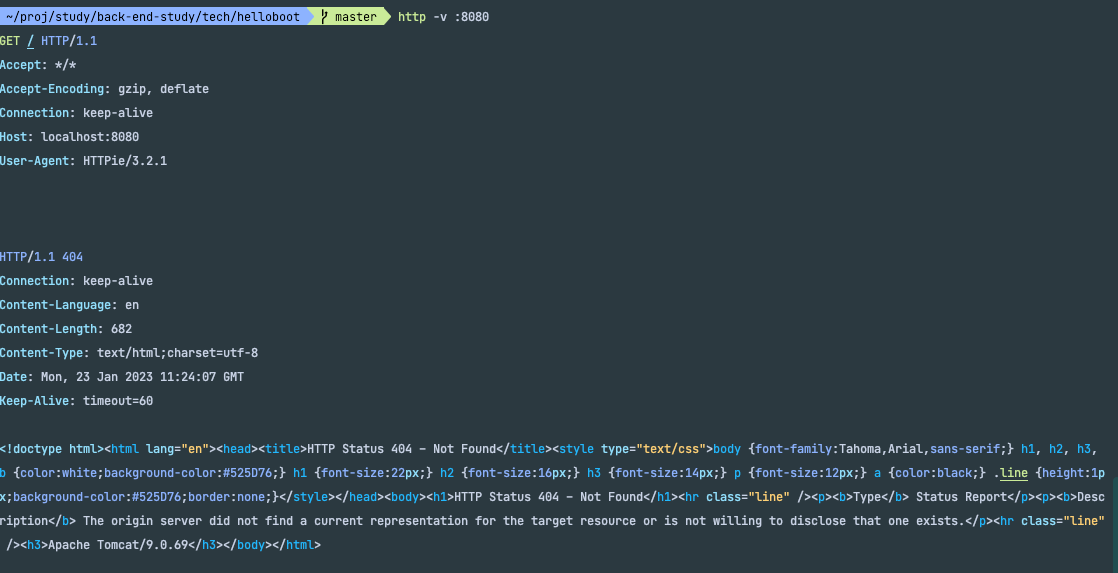 ~/proj/study/back-end-study/tech/helloboot master http -v :8080
GET / HTTP/1.1
Accept: */*
Accept-Encoding: gzip, deflate
Connection: keep-alive
Host: localhost:8080
User-Agent: HTTPie/3.2.1
HTTP/1.1 404
Connection: keep-alive
Content-Language: en
Content-Length: 682
Content-Type: text/html;charset=utf-8
Date: Mon, 23 Jan 2023 11:24:07 GMT
Keep-Alive: timeout=60
<!doctype html><html lang="en"><head><title>HTTP Status 404 – Not Found</title><style type="text/css">body {font-family:Tahoma,Arial,sans-serif;} h1, h2, h3,
b {color:white;background-color:#525D76;} h1 {font-size:22px;} h2 {font-size:16px;} h3 {font-size:14px;} p {font-size:12px;} a {color:black;} .line {height:1p
x;background-color:#525D76;border:none;}</style></head><body><h1>HTTP Status 404 – Not Found</h1><hr class="line" /><p><b>Type</b> Status Report</p><p><b>Desc
ription</b> The origin server did not find a current representation for the target resource or is not willing to disclose that one exists.</p><hr class="line"
/><h3>Apache Tomcat/9.0.69</h3></body></html>